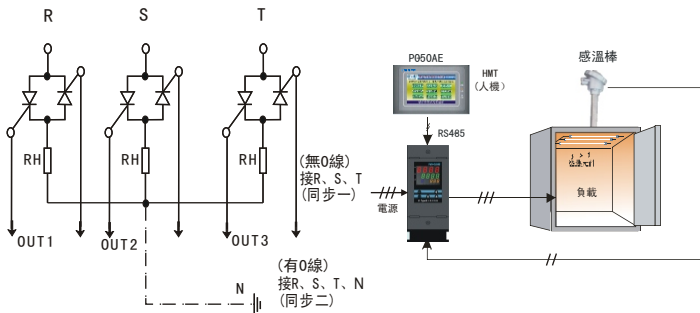 R S T
RH RH RH
OUT1 OUT2 OUT3
(無0線)
接R、S、T
(同步一)
N
(有0線)
接R、S、T、N
(同步二)
P050AE
HMT
(人機)
RS485
電源
感溫棒
負載